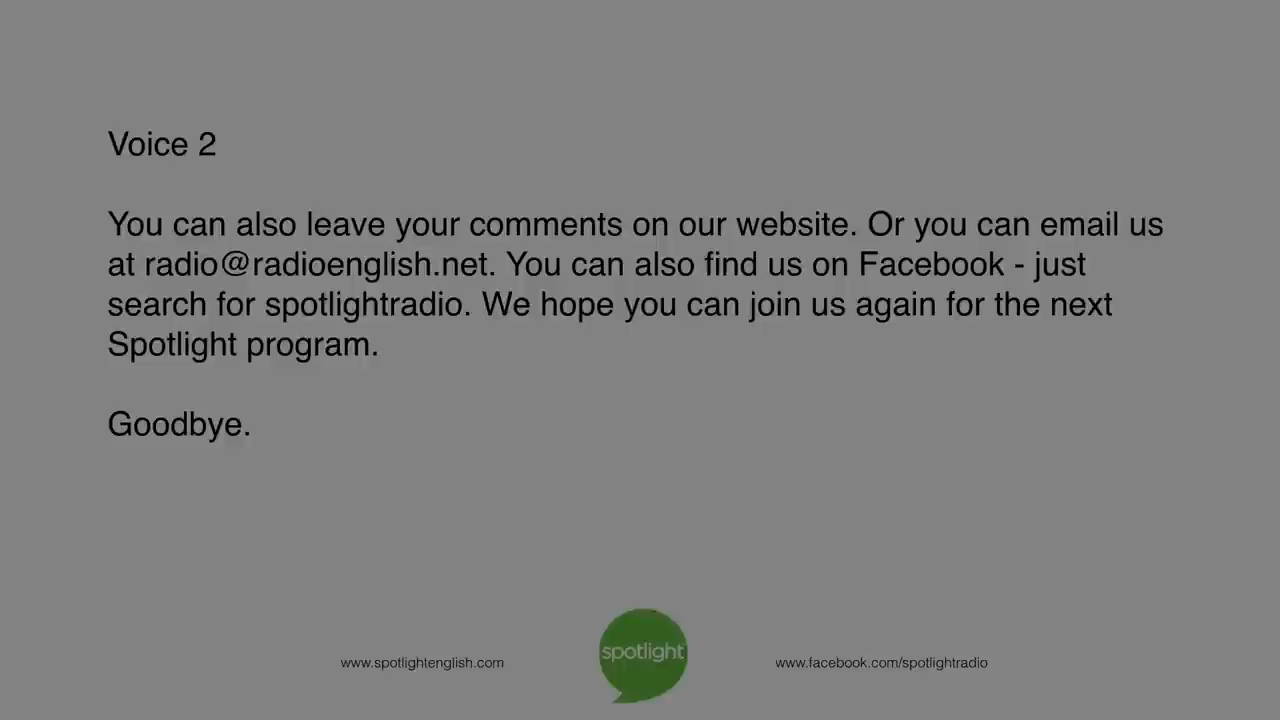 Voice 2
You can also leave your comments on our website. Or you can email us
at radio@radioenglish.net. You can also find us on Facebook - just
search for spotlightradio. We hope you can join us again for the next
Spotlight program.
Goodbye.
www.spotlightenglish.com
spotlight
www.facebook.com/spotlightradio